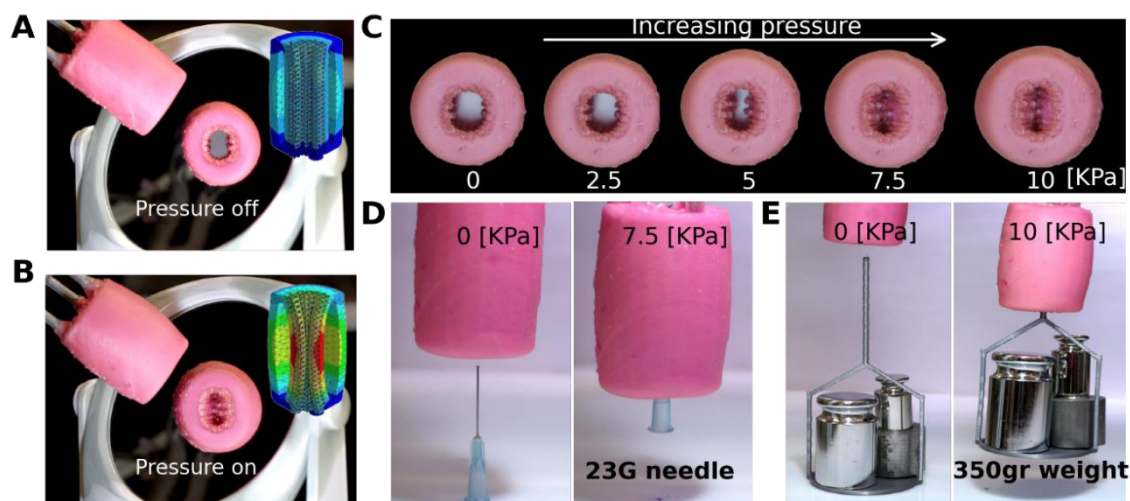 A
Pressure off
B
Pressure on
C
Increasing pressure
0 2.5 5 7.5 10 [KPa]
D
0 [KPa]
7.5 [KPa]
23G needle
E
0 [KPa]
10 [KPa]
350gr weight